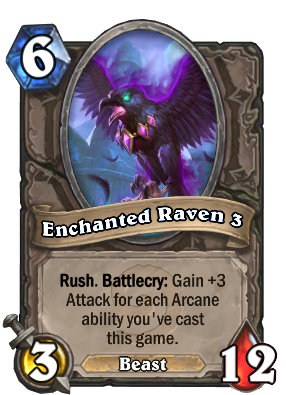 6
Enchanted Raven 3
Rush. Battlecry: Gain +3
Attack for each Arcane
ability you've cast
this game.
3
Beast
12